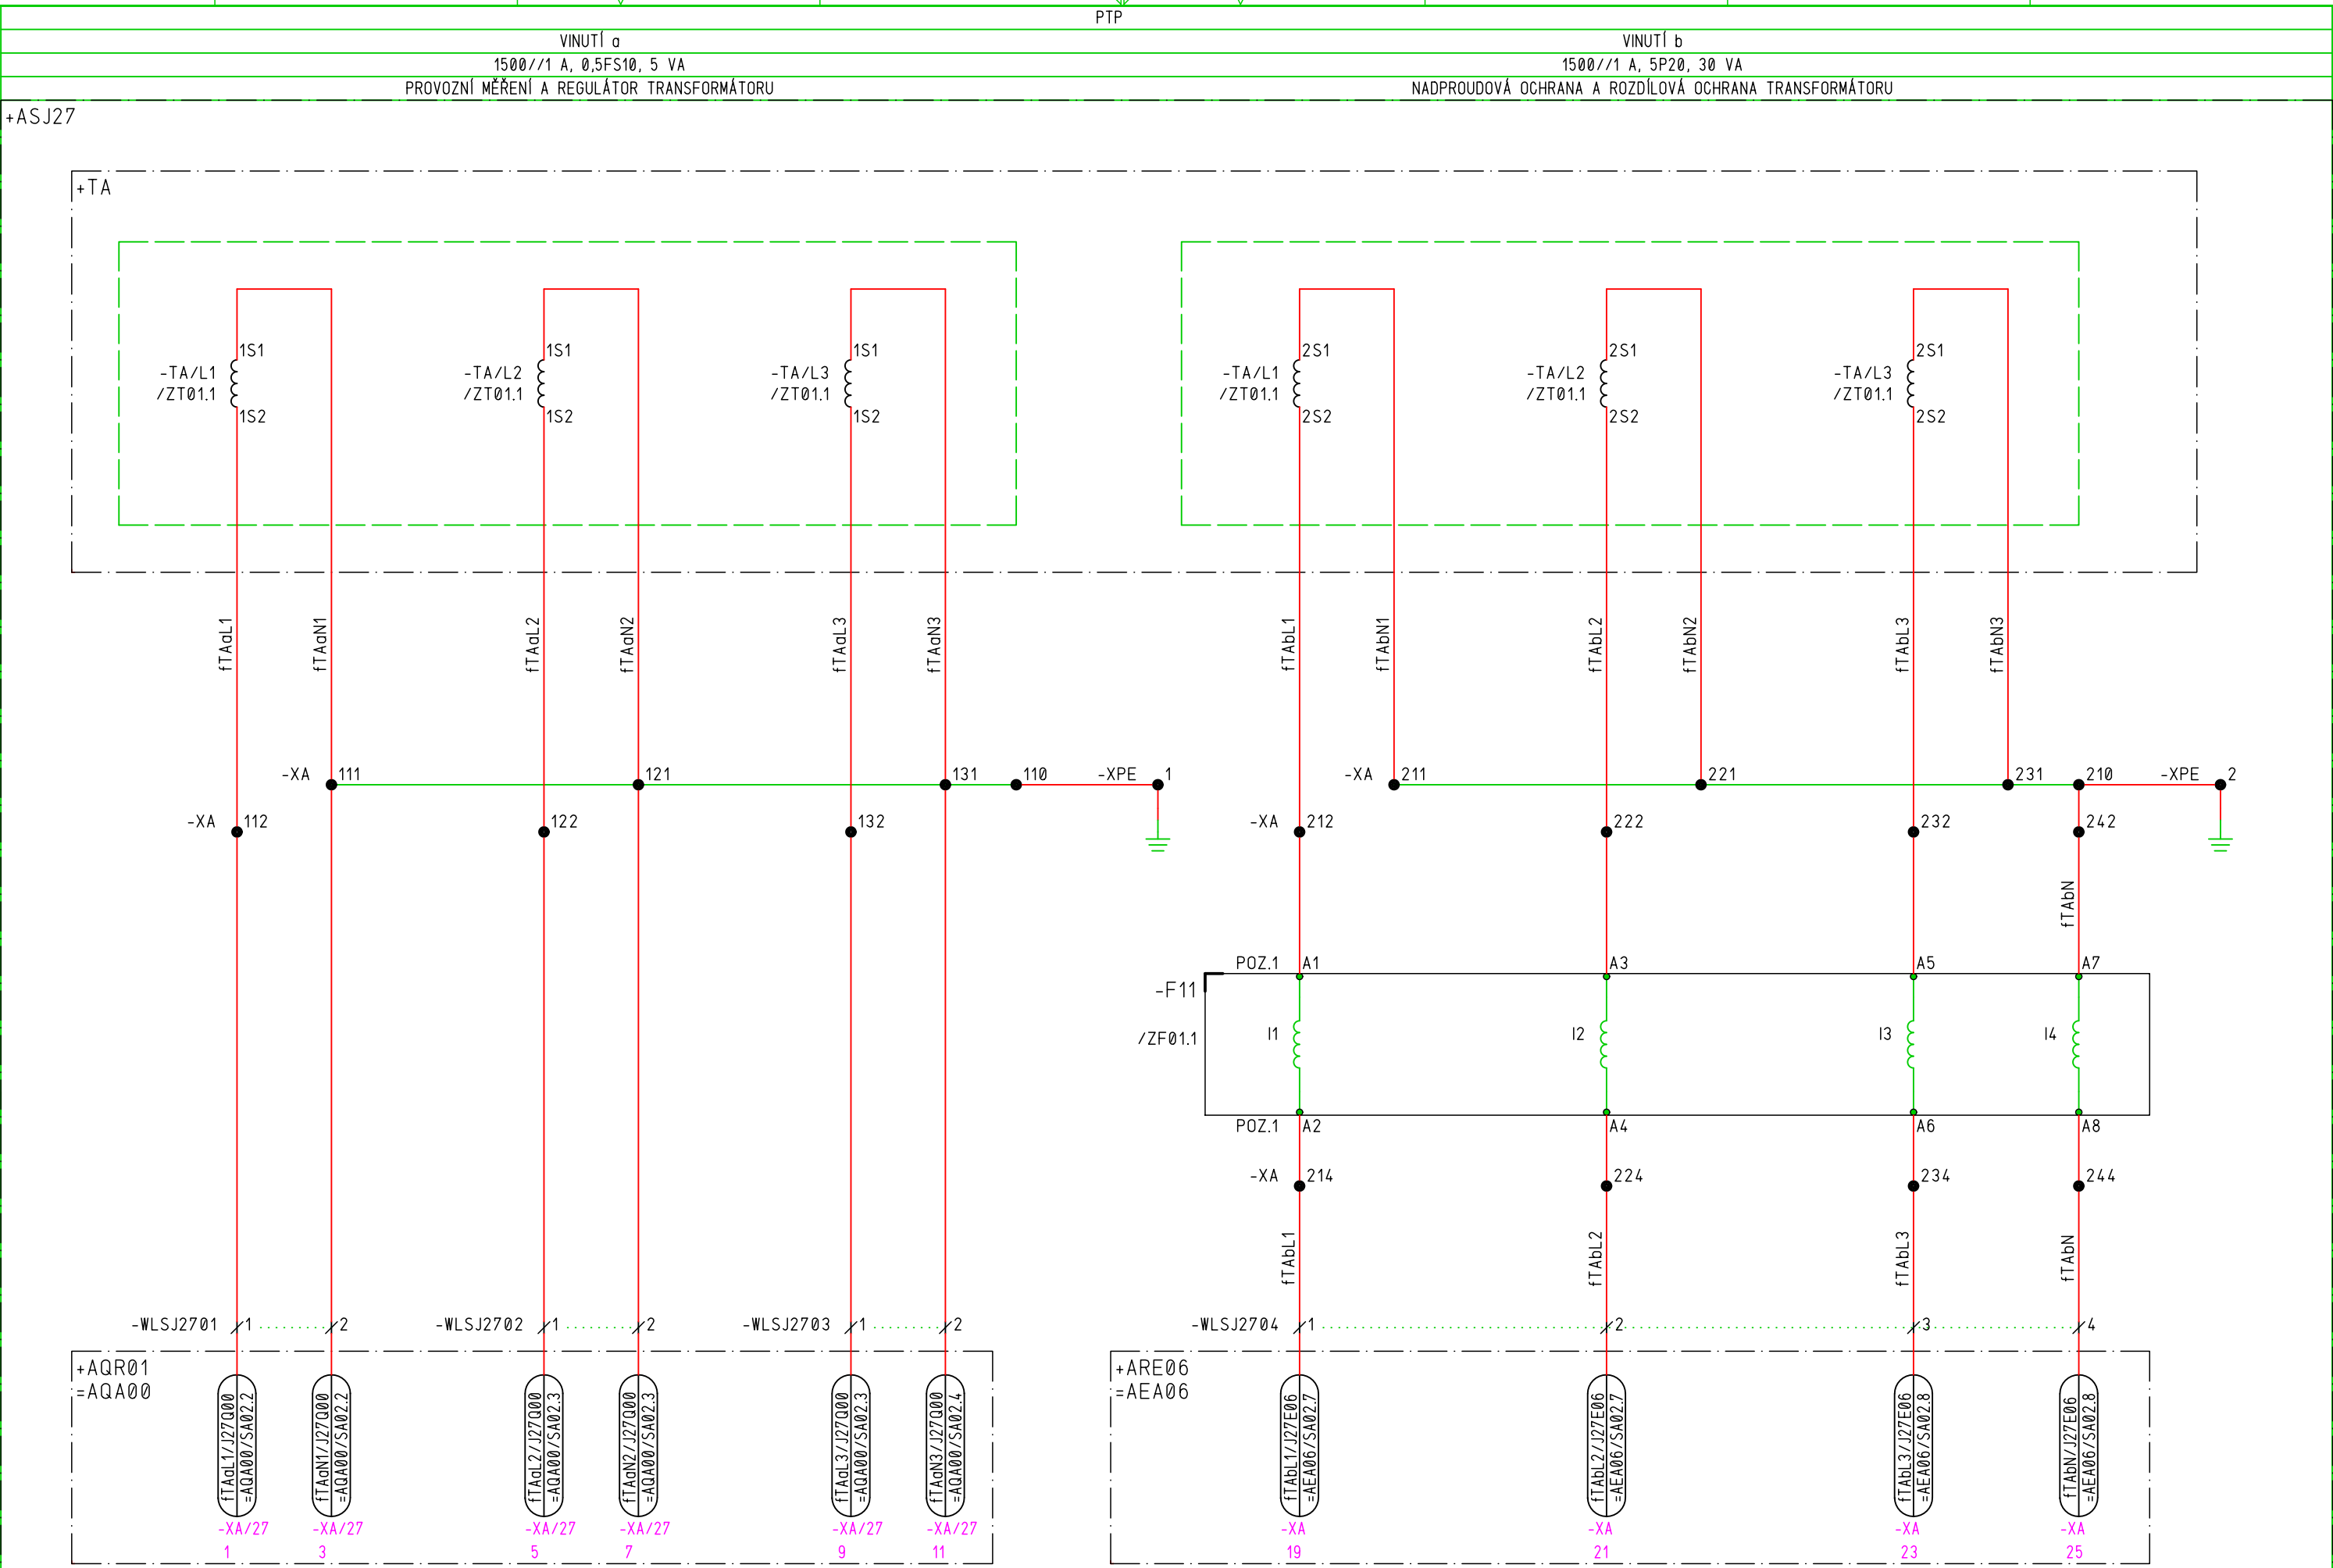 PTP
VINUTÍ a
VINUTÍ b
1500//1 A, 0,5FS10, 5 VA
1500//1 A, 5P20, 30 VA
PROVOZNÍ MĚŘENÍ A REGULÁTOR TRANSFORMÁTORU
NADPROUDOVÁ OCHRANA A ROZDÍLOVÁ OCHRANA TRANSFORMÁTORU
+ASJ27
+TA
1S1
1S1
1S1
2S1
2S1
2S1
-TA/L1
-TA/L2
-TA/L3
-TA/L1
-TA/L2
-TA/L3
/ZT01.1
/ZT01.1
/ZT01.1
/ZT01.1
/ZT01.1
/ZT01.1
1S2
1S2
1S2
2S2
2S2
2S2
fTAaL1
fTAaN1
fTAaL2
fTAaN2
fTAaL3
fTAaN3
fTAbL1
fTAbN1
fTAbL2
fTAbN2
fTAbL3
fTAbN3
-XA 111
121
131
110
-XPE 1
-XA 211
221
231
210
-XPE 2
-XA 112
122
132
-XA 212
222
232
242
fTAbN
POZ.1 A1
A3
A5
A7
-F11
/ZF01.1
I1
I2
I3
I4
POZ.1 A2
A4
A6
A8
-XA 214
224
234
244
fTAbL1
fTAbL2
fTAbL3
fTAbN
-WLSJ2701 1
2
-WLSJ2702 1
2
-WLSJ2703 1
2
-WLSJ2704 1
2
3
4
+AQR01
=AQA00
+ARE06
=AEA06
fTAaL1/J27Q00
=AQA00/SA02.2
fTAaN1/J27Q00
=AQA00/SA02.2
fTAaL2/J27Q00
=AQA00/SA02.3
fTAaN2/J27Q00
=AQA00/SA02.3
fTAaL3/J27Q00
=AQA00/SA02.3
fTAaN3/J27Q00
=AQA00/SA02.4
fTAbL1/J27E06
=AEA06/SA02.7
fTAbL2/J27E06
=AEA06/SA02.7
fTAbL3/J27E06
=AEA06/SA02.8
fTAbN/J27E06
=AEA06/SA02.8
-XA/27
-XA/27
-XA/27
-XA/27
-XA/27
-XA/27
-XA
-XA
-XA
-XA
1
3
5
7
9
11
19
21
23
25